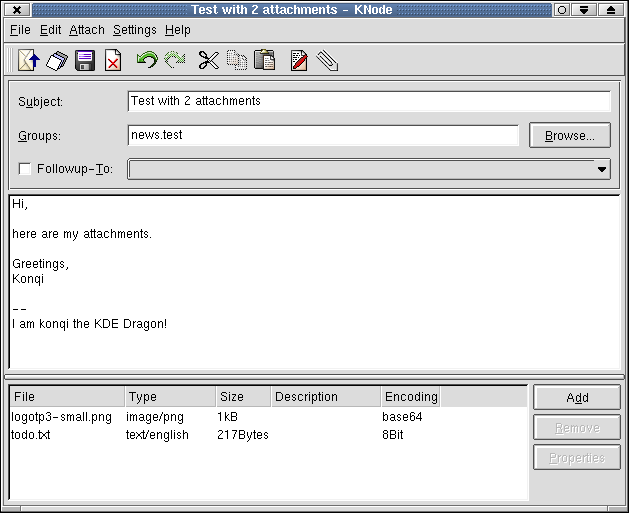 Test with 2 attachments - KNode
File Edit Attach Settings Help
Subject: Test with 2 attachments
Groups: news.test Browse...
Followup-To:
Hi,
here are my attachments.
Greetings,
Konqi
--
I am konqi the KDE Dragon!
File Type Size Description Encoding
logotp3-small.png image/png 1kB base64
todo.txt text/english 217Bytes 8Bit
Add
Remove
Properties